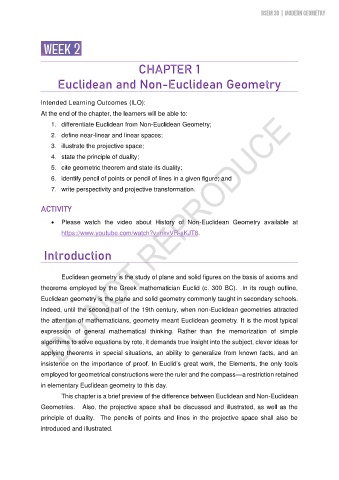 BSEM 30 | MODERN GEOMETRY
WEEK 2
CHAPTER 1
Euclidean and Non-Euclidean Geometry
Intended Learning Outcomes (ILO):
At the end of the chapter, the learners will be able to:
1. differentiate Euclidean from Non-Euclidean Geometry;
2. define near-linear and linear spaces;
3. illustrate the projective space;
4. state the principle of duality;
5. cite geometric theorem and state its duality;
6. identify pencil of points or pencil of lines in a given figure; and
7. write perspectivity and projective transformation.
ACTIVITY
• Please watch the video about History of Non-Euclidean Geometry available at
https://www.youtube.com/watch?
Introduction
Euclidean geometry is the study of plane and solid figures on the basis of axioms and
theorems employed by the Greek mathematician Euclid (c. 300 BC). In its rough outline,
Euclidean geometry is the plane and solid geometry commonly taught in secondary schools.
Indeed, until the second half of the 19th century, when non-Euclidean geometries attracted
the attention of mathematicians, geometry meant Euclidean geometry. It is the most typical
expression of general mathematical thinking. Rather than the memorization of simple
algorithms to solve equations by rote, it demands true insight into the subject, clever ideas for
applying theorems in special situations, an ability to generalize from known facts, and an
insistence on the importance of proof. In Euclid's great work, the Elements, the only tools
employed for geometrical constructions were the ruler and the compass—a restriction retained
in elementary Euclidean geometry to this day.
This chapter is a brief preview of the difference between Euclidean and Non-Euclidean
Geometries. Also, the projective space shall be discussed and illustrated, as well as the
principle of duality. The pencils of points and lines in the projective space shall also be
introduced and illustrated.
DO NOT REPRODUCE